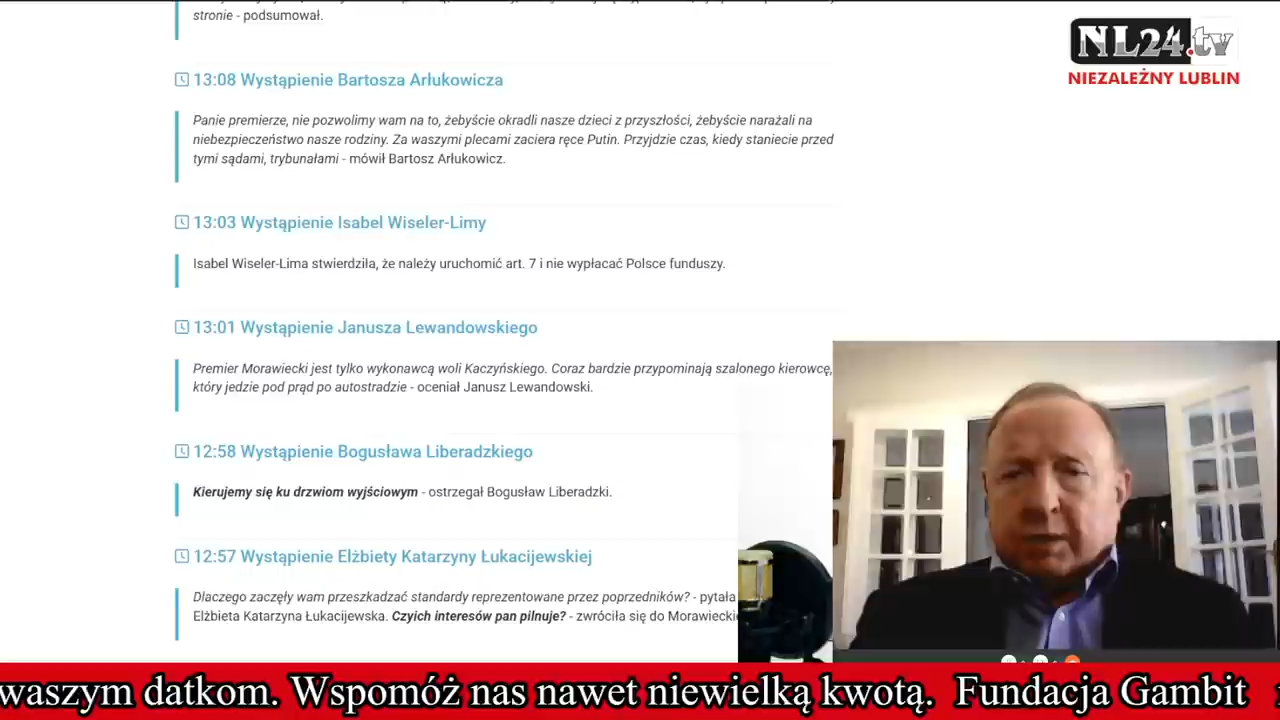 stronie - podsumował.
NL24.tv
NIEZALEŻNY LUBLIN
13:08 Wystąpienie Bartosza Arłukowicza
Panie premierze, nie pozwolimy wam na to, żebyście okradli nasze dzieci z przyszłości, żebyście narażali na
niebezpieczeństwo nasze rodziny. Za waszymi plecami zaciera ręce Putin. Przyjdzie czas, kiedy staniecie przed
tymi sądami, trybunałami - mówił Bartosz Arłukowicz.
13:03 Wystąpienie Isabel Wiseler-Limy
Isabel Wiseler-Lima stwierdziła, że należy uruchomić art. 7 i nie wypłacać Polsce funduszy.
13:01 Wystąpienie Janusza Lewandowskiego
Premier Morawiecki jest tylko wykonawcą woli Kaczyńskiego. Coraz bardzie przypominają szalonego kierowcę,
który jedzie pod prąd po autostradzie - oceniał Janusz Lewandowski.
12:58 Wystąpienie Bogusława Liberadzkiego
Kierujemy się ku drzwiom wyjściowym - ostrzegał Bogusław Liberadzki.
12:57 Wystąpienie Elżbiety Katarzyny Łukacijewskiej
Dlaczego zaczęły wam przeszkadzać standardy reprezentowane przez poprzedników? - pytała
Elżbieta Katarzyna Łukacijewska. Czyich interesów pan pilnuje? - zwróciła się do
waszym datkom. Wspomóż nas nawet niewielką kwotą. Fundacja Gambit